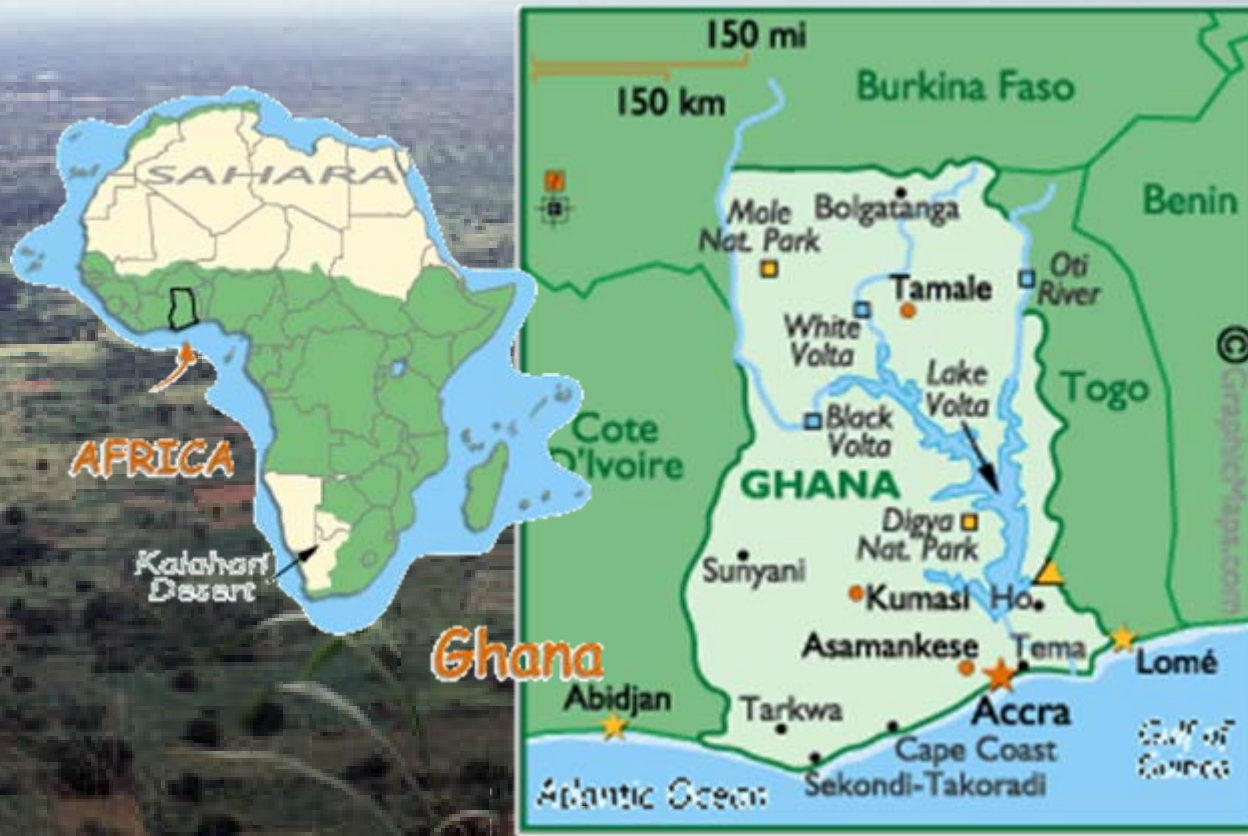 SAHARA
AFRICA
Kalahari
Desert
Ghana
150 mi
150 km
Burkina Faso
Benin
Mole
Nat. Park
Bolgatanga
Tamale
Oti
River
White
Volta
Lake
Volta
Togo
Black
Volta
Cote
D'Ivoire
GHANA
Digya
Nat. Park
Sunyani
Kumasi
Ho
Asamankese
Tema
Lomé
Abidjan
Tarkwa
Accra
Cape Coast
Sekondi-Takoradi
Atlantic Ocean
Gulf of
Guinea
©GraphicMaps.com